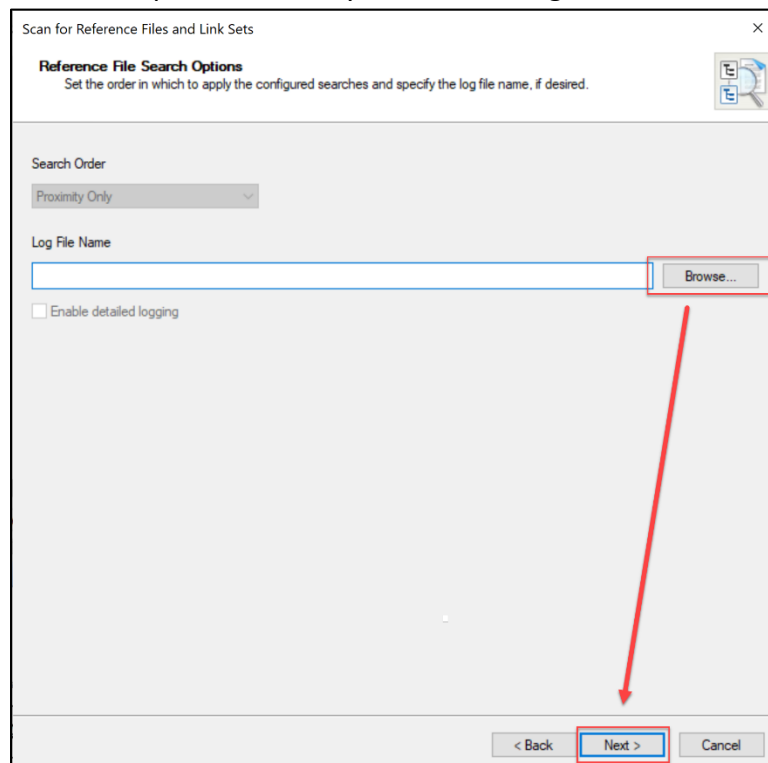 Scan for Reference Files and Link Sets
Reference File Search Options
Set the order in which to apply the configured searches and specify the log file name, if desired.
Search Order
Proximity Only
Log File Name
Browse...
Enable detailed logging
< Back Next > Cancel